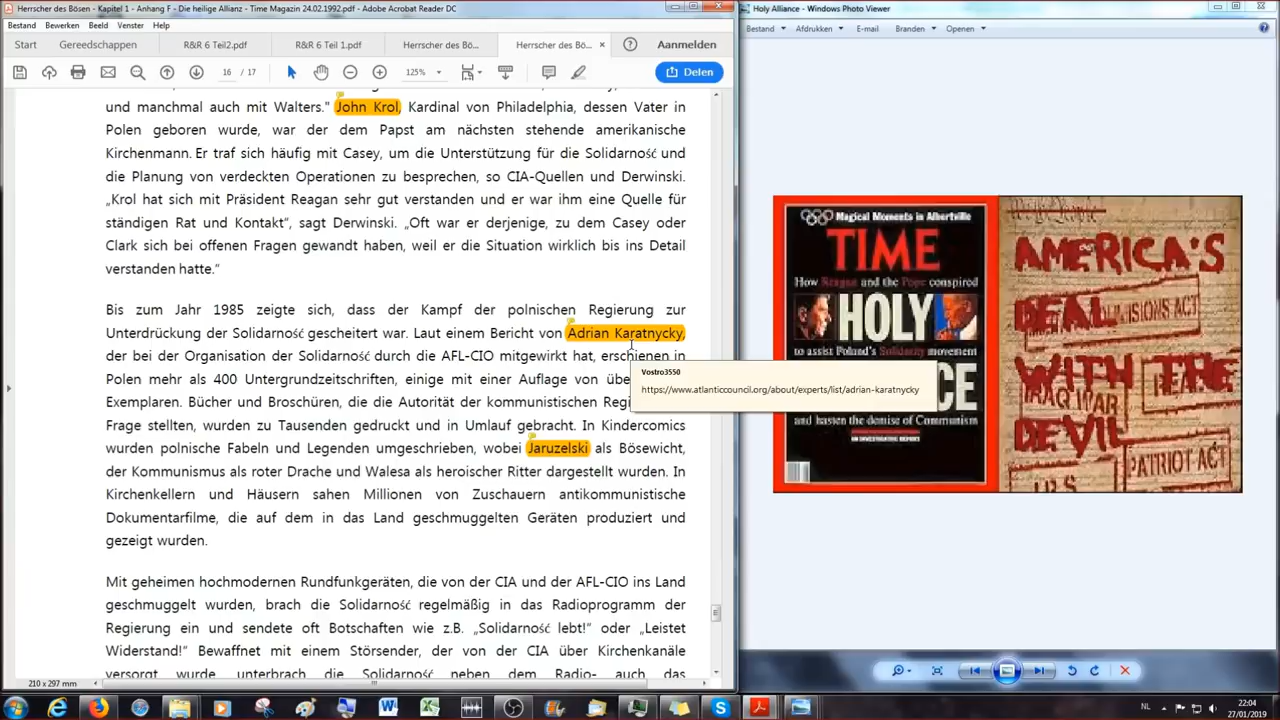 Herrscher des Bösen - Kapitel 1 - Anhang F - Die heilige Allianz - Time Magazin 24.02.1992.pdf - Adobe Acrobat Reader DC
Bestand Bewerken Beeld Venster Help
Start Gereedschappen R&R 6 Teil2.pdf R&R 6 Teil 1.pdf Herrscher des Bö... Herrscher des Bö... × Aanmelden
16 / 17 125% Delen
und manchmal auch mit Walters." John Krol, Kardinal von Philadelphia, dessen Vater in
Polen geboren wurde, war der dem Papst am nächsten stehende amerikanische
Kirchenmann. Er traf sich häufig mit Casey, um die Unterstützung für die Solidarność und
die Planung von verdeckten Operationen zu besprechen, so CIA-Quellen und Derwinski.
„Krol hat sich mit Präsident Reagan sehr gut verstanden und er war ihm eine Quelle für
ständigen Rat und Kontakt“, sagt Derwinski. „Oft war er derjenige, zu dem Casey oder
Clark sich bei offenen Fragen gewandt haben, weil er die Situation wirklich bis ins Detail
verstanden hatte.“
Bis zum Jahr 1985 zeigte sich, dass der Kampf der polnischen Regierung zur
Unterdrückung der Solidarność gescheitert war. Laut einem Bericht von Adrian Karatnycky,
der bei der Organisation der Solidarność durch die AFL-CIO mitgewirkt hat, erschienen in
Polen mehr als 400 Untergrundzeitschriften, einige mit einer Auflage von übe
Exemplaren. Bücher und Broschüren, die die Autorität der kommunistischen Regi
Frage stellten, wurden zu Tausenden gedruckt und in Umlauf gebracht. In Kindercomics
wurden polnische Fabeln und Legenden umgeschrieben, wobei Jaruzelski als Bösewicht,
der Kommunismus als roter Drache und Walesa als heroischer Ritter dargestellt wurden. In
Kirchenkellern und Häusern sahen Millionen von Zuschauern antikommunistische
Dokumentarfilme, die auf dem in das Land geschmuggelten Geräten produziert und
gezeigt wurden.
Mit geheimen hochmodernen Rundfunkgeräten, die von der CIA und der AFL-CIO ins Land
geschmuggelt wurden, brach die Solidarność regelmäßig in das Radioprogramm der
Regierung ein und sendete oft Botschaften wie z.B. „Solidarność lebt!“ oder „Leistet
Widerstand!“ Bewaffnet mit einem Störsender, der von der CIA über Kirchenkanäle
versorgt wurde, unterbrach die Solidarność neben dem Radio- auch das
Vostro3550
https://www.atlanticcouncil.org/about/experts/list/adrian-karatnycky
210 x 297 mm
Holy Alliance - Windows Photo Viewer
Bestand Afdrukken E-mail Branden Openen
Magical Moments in Albertville
TIME
How Reagan and the Pope conspired
HOLY
to assist Poland's Solidarity movement
CE
and hasten the demise of Communism
AN INVESTIGATIVE REPORT
We the People
AMERICA'S
DEAL
WITH THE
IRAQ WAR
DEVIL
PATRIOT ACT
I.R.S
NL
22:04
27/01/2019